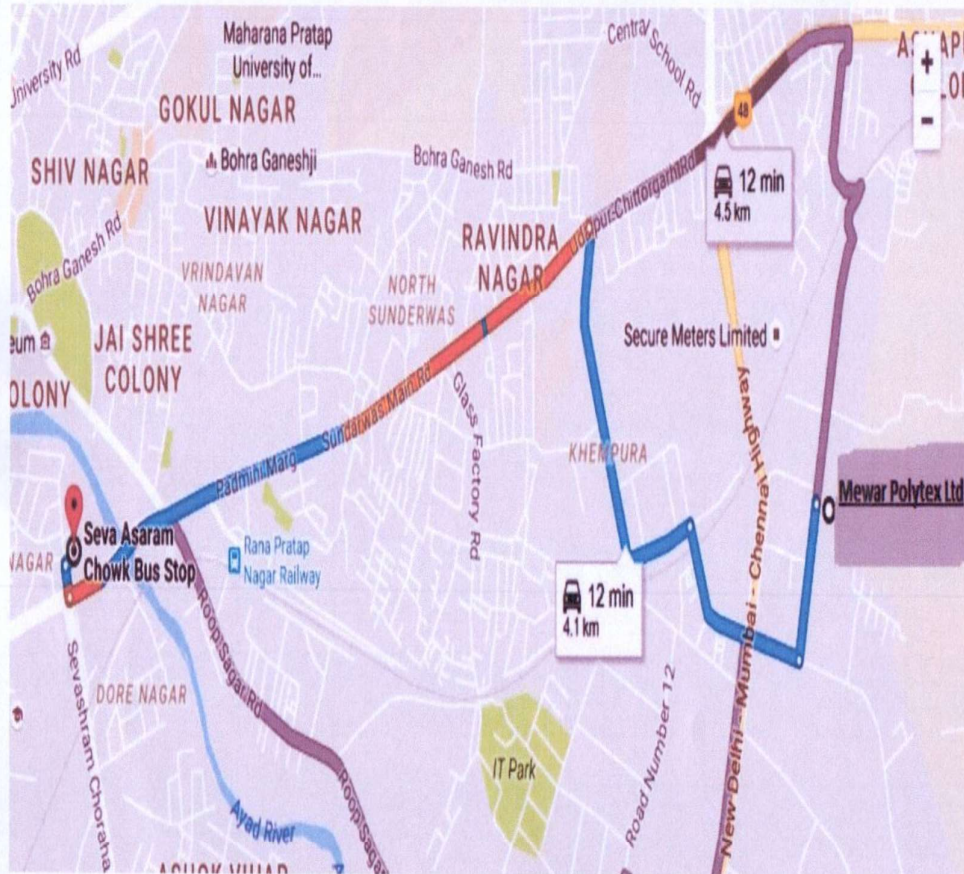 Maharana Pratap
University of...
Central School Rd
University Rd
GOKUL NAGAR
48
+
-
Bohra Ganeshji
Bohra Ganesh Rd
SHIV NAGAR
12 min
4.5 km
VINAYAK NAGAR
Udaipur-Chittorgarh Rd
RAVINDRA
NAGAR
Bohra Ganesh Rd
VRINDAVAN
NAGAR
NORTH
SUNDERWAS
Secure Meters Limited
eum
JAI SHREE
COLONY
OLONY
Sundarwas Main Rd
Glass Factory Rd
KHEMPURA
Padmini Marg
Mewar Polytex Ltd
Seva Asaram
Chowk Bus Stop
NAGAR
Rana Pratap
Nagar Railway
12 min
4.1 km
Roop Sagar Rd
New Delhi - Mumbai - Chennai Highway
Sevashram Choraha
DORE NAGAR
Road Number 12
IT Park
Roop Sagar
Ayad River
ASHOK VIHAR